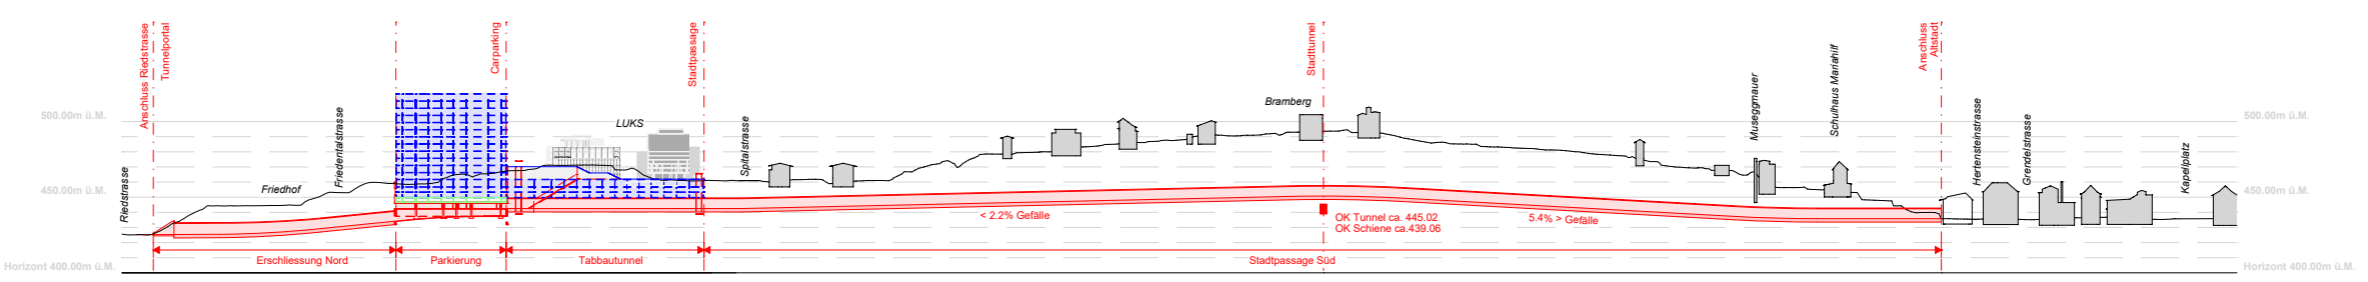 Anschluss Riedstrasse
Tunnelportal
Carparking
Stadtpassage
Stadttunnel
Anschluss
Altstadt
500.00m ü.M.
450.00m ü.M.
Horizont 400.00m ü.M.
Riedstrasse
Friedhof
Friedentalstrasse
LUKS
Spitalstrasse
Bramberg
Museggmauer
Schulhaus Mariahilf
Hertensteinstrasse
Grendelstrasse
Kapellplatz
500.00m ü.M.
450.00m ü.M.
Horizont 400.00m ü.M.
< 2.2% Gefälle
OK Tunnel ca. 445.02
OK Schiene ca.439.06
5.4% > Gefälle
Erschliessung Nord
Parkierung
Tabbautunnel
Stadtpassage Süd